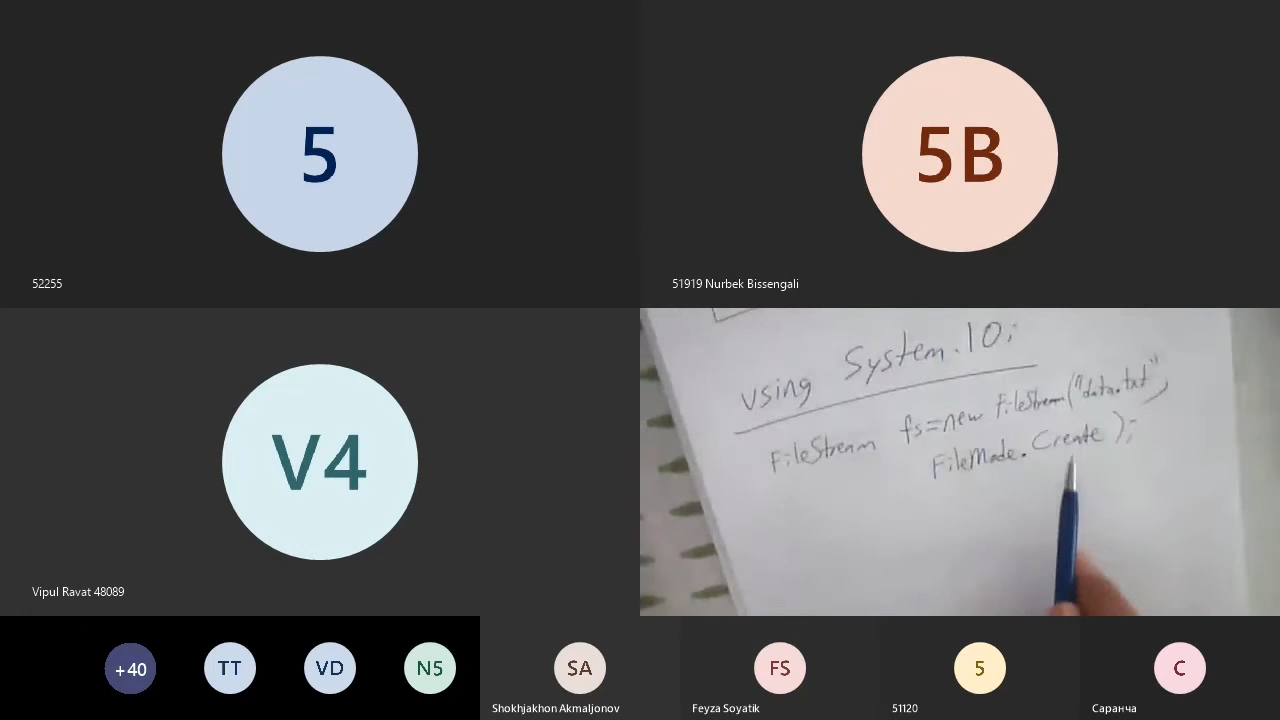 5
52255
5B
51919 Nurbek Bissengali
V4
Vipul Ravat 48089
using System.IO;
FileStream fs=new FileStream("data.txt",
FileMode.Create);
+40
TT
VD
N5
SA
Shokhjakhon Akmaljonov
FS
Feyza Soyatik
5
51120
C
Саранча